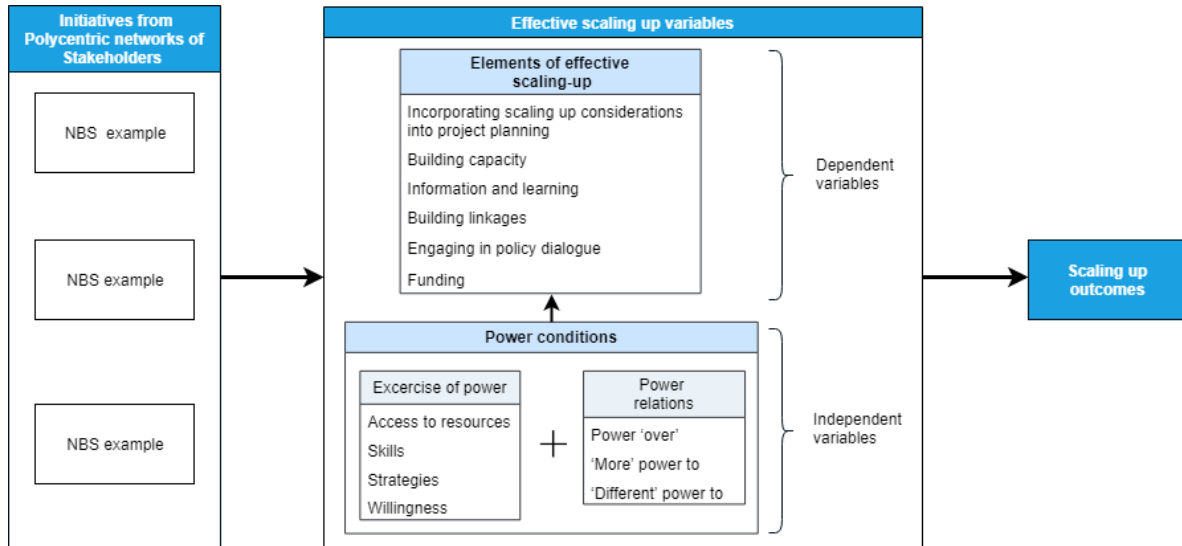 Initiatives from
Polycentric networks of
Stakeholders
NBS example
NBS example
NBS example
Effective scaling up variables
Elements of effective
scaling-up
Incorporating scaling up considerations
into project planning
Building capacity
Information and learning
Building linkages
Engaging in policy dialogue
Funding
Dependent
variables
Power conditions
Excercise of power
Access to resources
Skills
Strategies
Willingness
+
Power
relations
Power ‘over’
‘More’ power to
‘Different’ power to
Independent
variables
Scaling up
outcomes